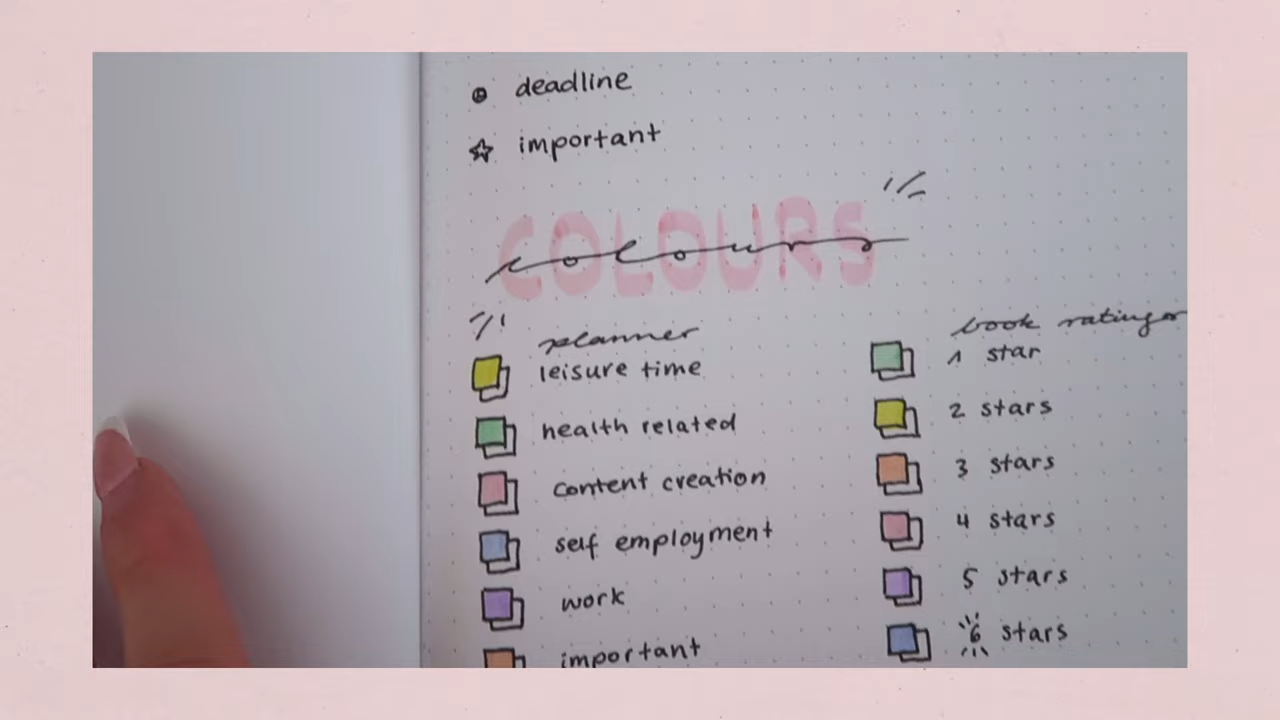 deadline
important
COLOURS
colours
planner
leisure time
health related
content creation
self employment
work
important
book rating
1 star
2 stars
3 stars
4 stars
5 stars
6 stars